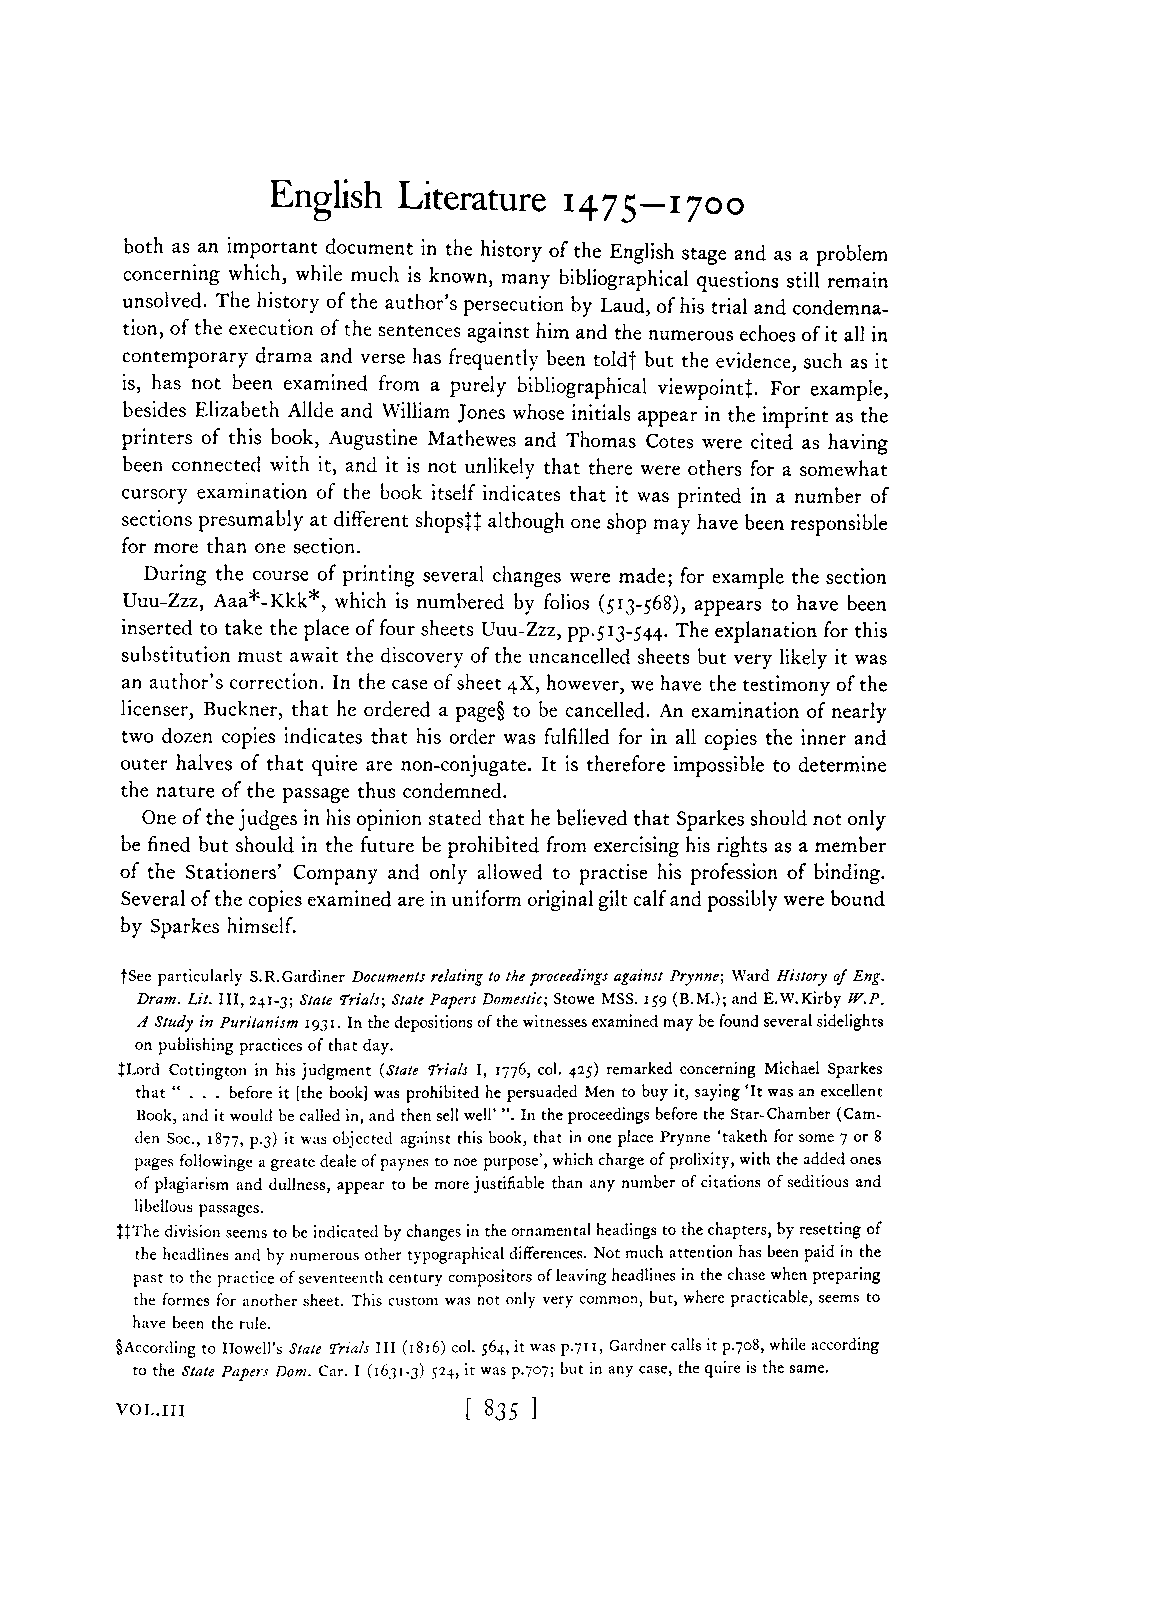 English Literature 1475–1700
both as an important document in the history of the English stage and as a problem
concerning which, while much is known, many bibliographical questions still remain
unsolved. The history of the author's persecution by Laud, of his trial and condemna-
tion, of the execution of the sentences against him and the numerous echoes of it all in
contemporary drama and verse has frequently been told† but the evidence, such as it
is, has not been examined from a purely bibliographical viewpoint‡. For example,
besides Elizabeth Allde and William Jones whose initials appear in the imprint as the
printers of this book, Augustine Mathewes and Thomas Cotes were cited as having
been connected with it, and it is not unlikely that there were others for a somewhat
cursory examination of the book itself indicates that it was printed in a number of
sections presumably at different shops‡‡ although one shop may have been responsible
for more than one section.
During the course of printing several changes were made; for example the section
Uuu-Zzz, Aaa*-Kkk*, which is numbered by folios (513-568), appears to have been
inserted to take the place of four sheets Uuu-Zzz, pp.513-544. The explanation for this
substitution must await the discovery of the uncancelled sheets but very likely it was
an author's correction. In the case of sheet 4X, however, we have the testimony of the
licenser, Buckner, that he ordered a page§ to be cancelled. An examination of nearly
two dozen copies indicates that his order was fulfilled for in all copies the inner and
outer halves of that quire are non-conjugate. It is therefore impossible to determine
the nature of the passage thus condemned.
One of the judges in his opinion stated that he believed that Sparkes should not only
be fined but should in the future be prohibited from exercising his rights as a member
of the Stationers' Company and only allowed to practise his profession of binding.
Several of the copies examined are in uniform original gilt calf and possibly were bound
by Sparkes himself.
†See particularly S.R.Gardiner Documents relating to the proceedings against Prynne; Ward History of Eng.
Dram. Lit. III, 241-3; State Trials; State Papers Domestic; Stowe MSS. 159 (B.M.); and E.W.Kirby W.P.
A Study in Puritanism 1931. In the depositions of the witnesses examined may be found several sidelights
on publishing practices of that day.
‡Lord Cottington in his judgment (State Trials I, 1776, col. 425) remarked concerning Michael Sparkes
that “ . . . before it [the book] was prohibited he persuaded Men to buy it, saying ‘It was an excellent
Book, and it would be called in, and then sell well’ ”. In the proceedings before the Star-Chamber (Cam-
den Soc., 1877, p.3) it was objected against this book, that in one place Prynne ‘taketh for some 7 or 8
pages followinge a greate deale of paynes to noe purpose’, which charge of prolixity, with the added ones
of plagiarism and dullness, appear to be more justifiable than any number of citations of seditious and
libellous passages.
‡‡The division seems to be indicated by changes in the ornamental headings to the chapters, by resetting of
the headlines and by numerous other typographical differences. Not much attention has been paid in the
past to the practice of seventeenth century compositors of leaving headlines in the chase when preparing
the formes for another sheet. This custom was not only very common, but, where practicable, seems to
have been the rule.
§According to Howell's State Trials III (1816) col. 564, it was p.711, Gardner calls it p.708, while according
to the State Papers Dom. Car. I (1631-3) 524, it was p.707; but in any case, the quire is the same.
VOL.III
[ 835 ]